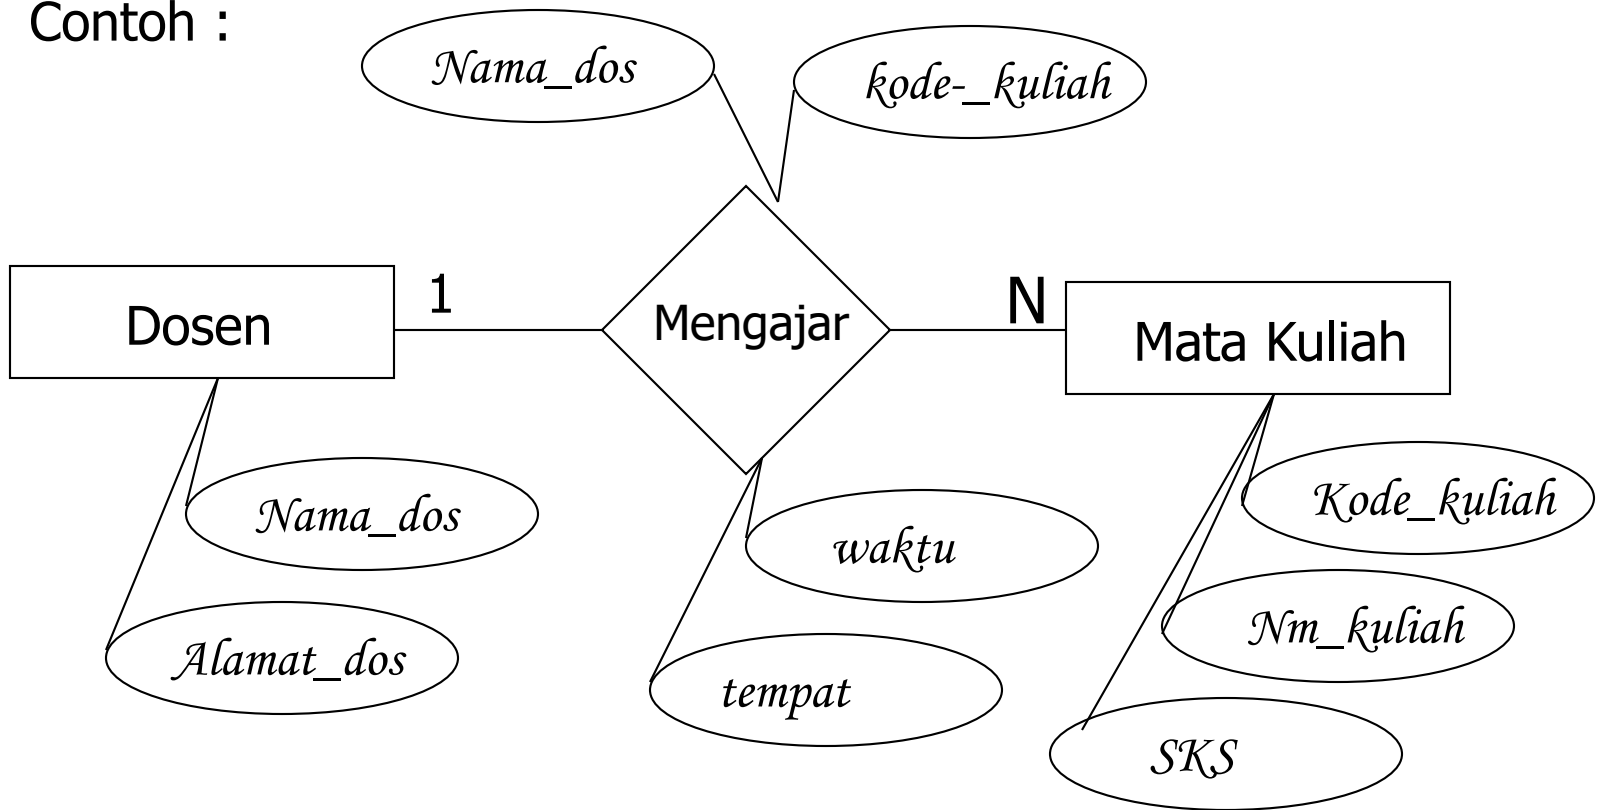 Contoh :
Nama_dos
kode-_kuliah
Dosen
1
Mengajar
N
Mata Kuliah
Nama_dos
Alamat_dos
waktu
tempat
Kode_kuliah
Nm_kuliah
SKS